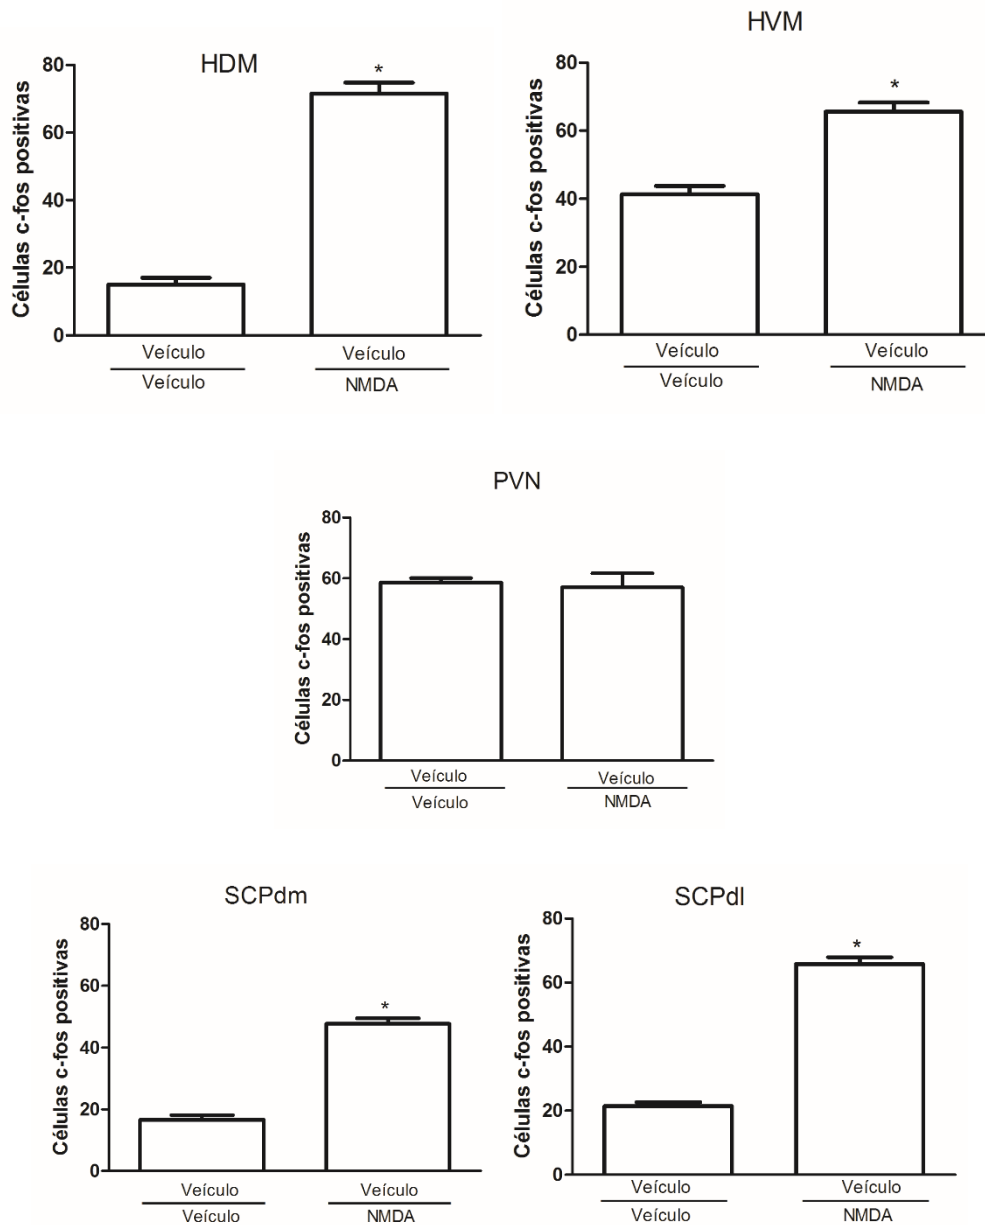 HDM
Células c-fos positivas
80
60
40
20
0
*
Veículo
Veículo
Veículo
NMDA
HVM
Células c-fos positivas
80
60
40
20
0
*
Veículo
Veículo
Veículo
NMDA
PVN
Células c-fos positivas
80
60
40
20
0
Veículo
Veículo
Veículo
NMDA
SCPdm
Células c-fos positivas
80
60
40
20
0
*
Veículo
Veículo
Veículo
NMDA
SCPdl
Células c-fos positivas
80
60
40
20
0
*
Veículo
Veículo
Veículo
NMDA